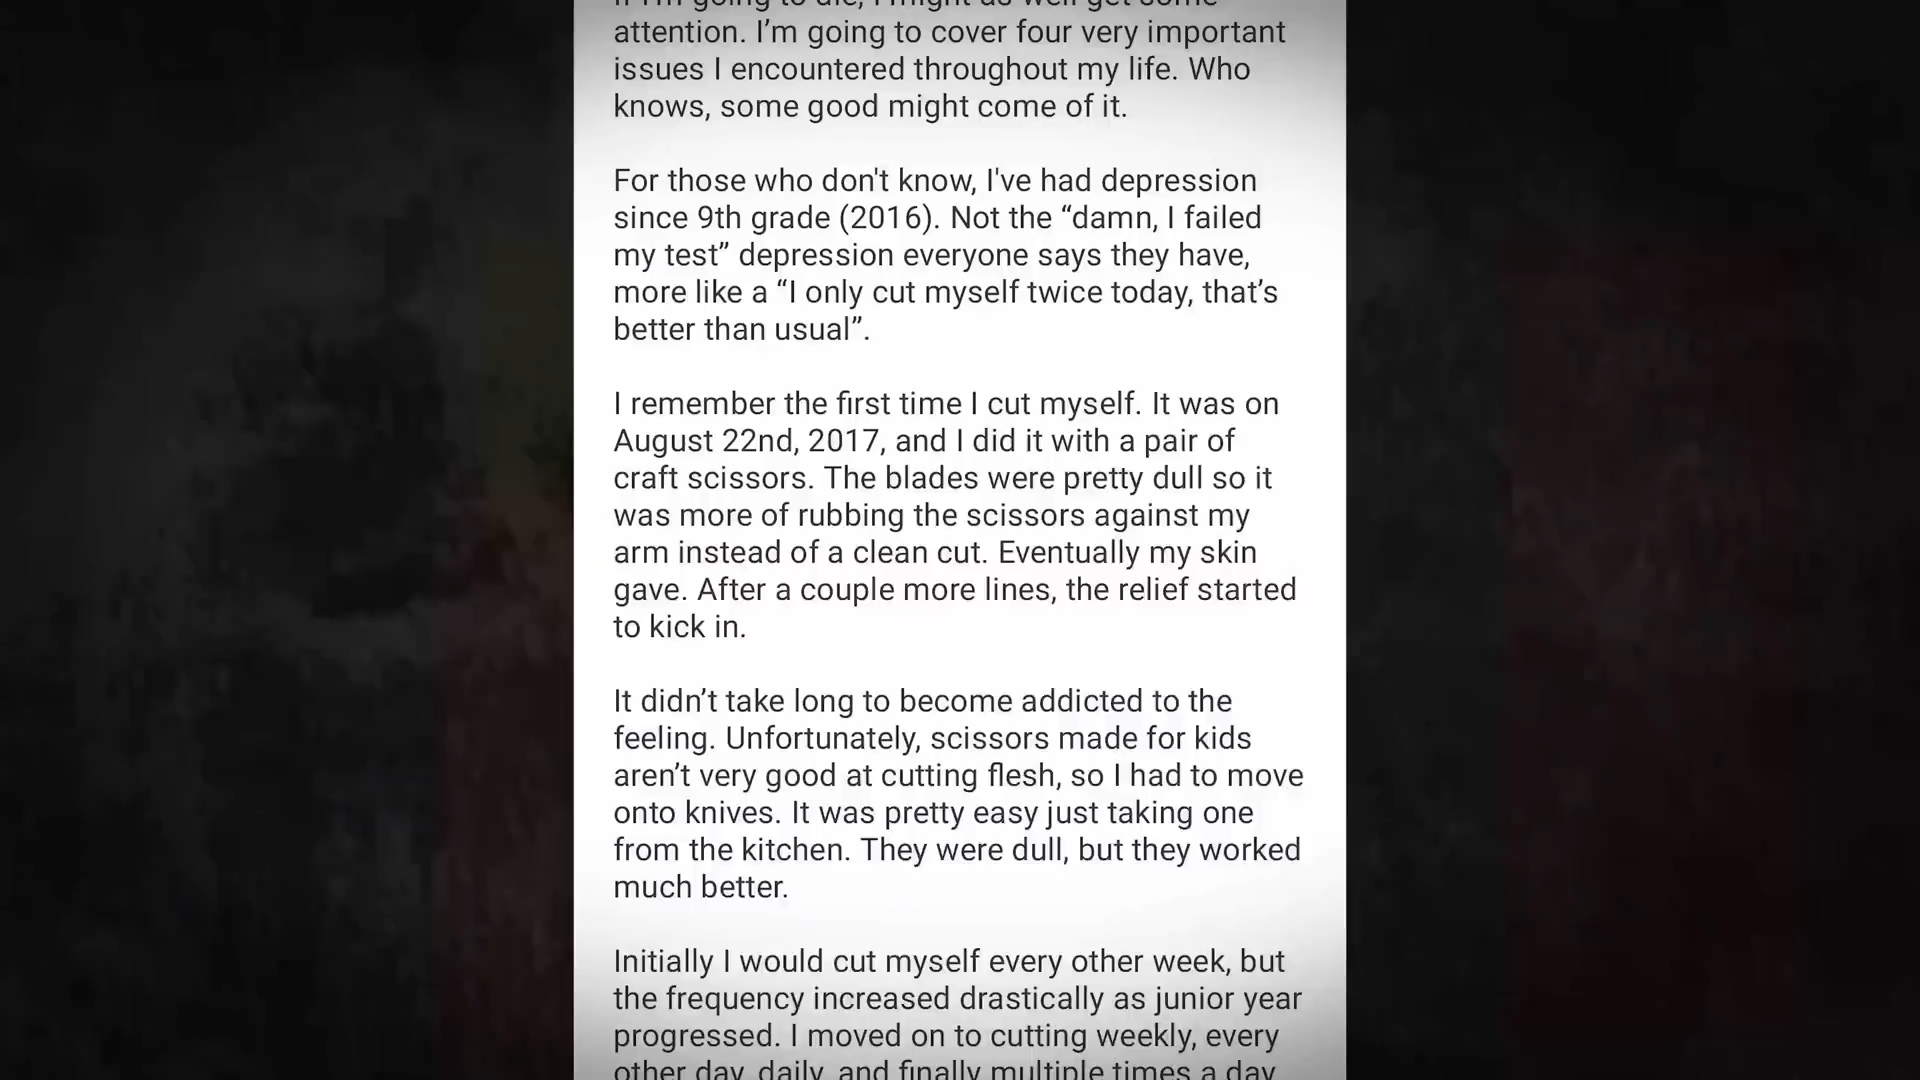 If I'm going to die, I might as well get some
attention. I’m going to cover four very important
issues I encountered throughout my life. Who
knows, some good might come of it.
For those who don't know, I've had depression
since 9th grade (2016). Not the “damn, I failed
my test” depression everyone says they have,
more like a “I only cut myself twice today, that’s
better than usual”.
I remember the first time I cut myself. It was on
August 22nd, 2017, and I did it with a pair of
craft scissors. The blades were pretty dull so it
was more of rubbing the scissors against my
arm instead of a clean cut. Eventually my skin
gave. After a couple more lines, the relief started
to kick in.
It didn’t take long to become addicted to the
feeling. Unfortunately, scissors made for kids
aren’t very good at cutting flesh, so I had to move
onto knives. It was pretty easy just taking one
from the kitchen. They were dull, but they worked
much better.
Initially I would cut myself every other week, but
the frequency increased drastically as junior year
progressed. I moved on to cutting weekly, every
other day, daily, and finally multiple times a day